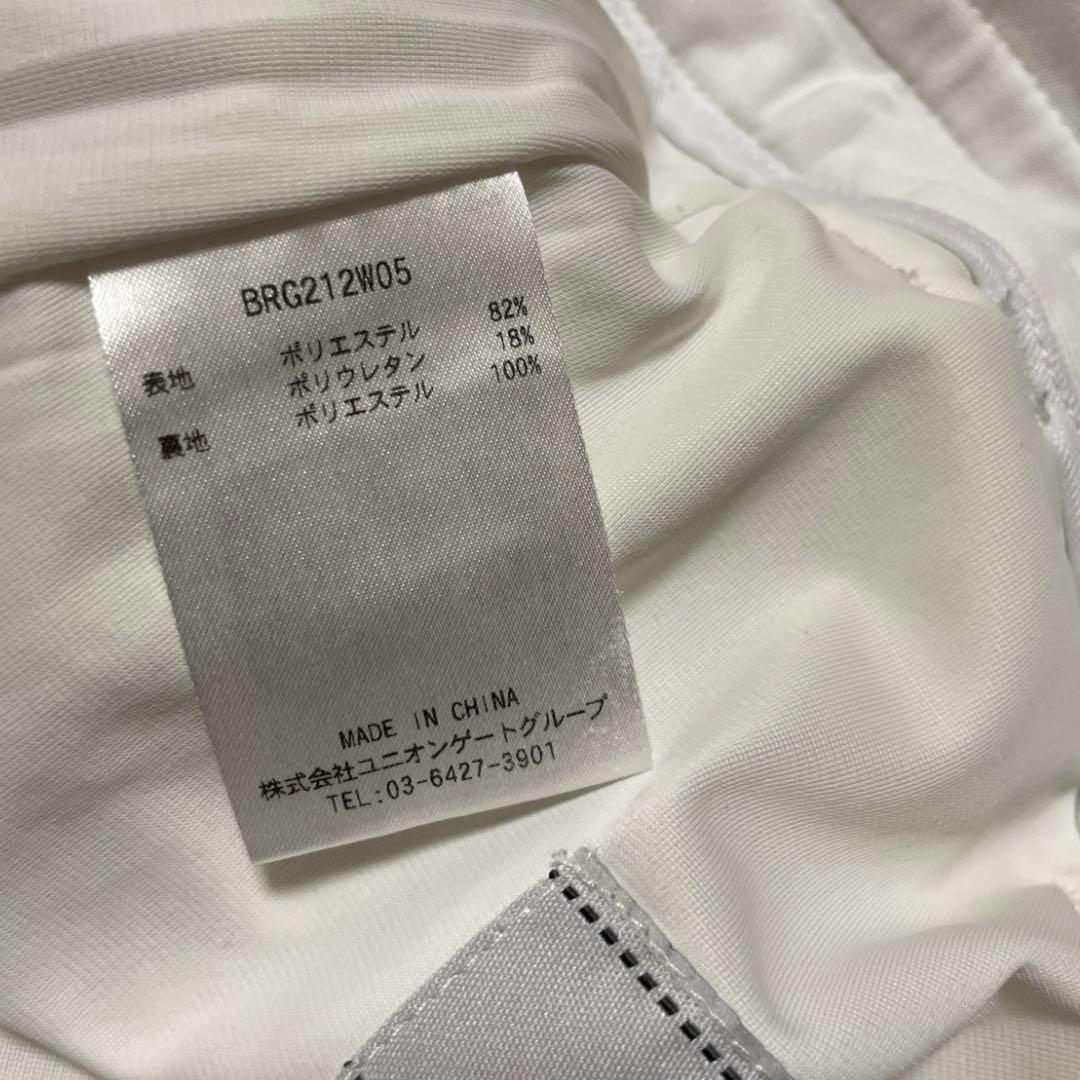 BRG212W05
表地 ポリエステル 82%
ポリウレタン 18%
裏地 ポリエステル 100%
MADE IN CHINA
株式会社ユニオンゲートグループ
TEL:03-6427-3901